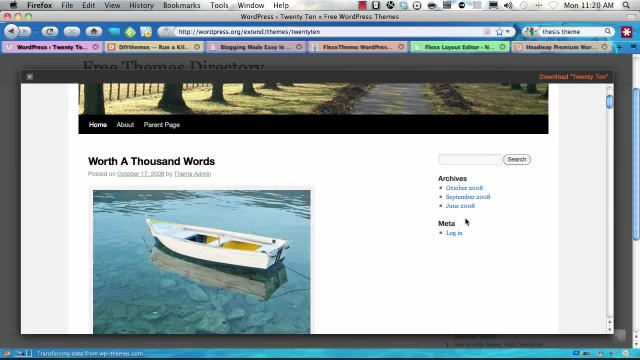 Firefox File Edit View History Bookmarks Tools Window Help
Mon 11:20 AM
WordPress › Twenty Ten « Free WordPress Themes
http://wordpress.org/extend/themes/twentyten
thesis theme
WordPress › Twenty Te...
DIYthemes — Run a Kil...
Blogging Made Easy In ...
FlexxTheme: WordPres...
Flexx Layout Editor ‹ N...
Headway Premium Wor...
Free Themes Directory
Download "Twenty Ten"
Home About Parent Page
Worth A Thousand Words
Posted on October 17, 2008 by Theme Admin
Search
Archives
October 2008
September 2008
June 2008
Meta
Log in
Transferring data from wp-themes.com...